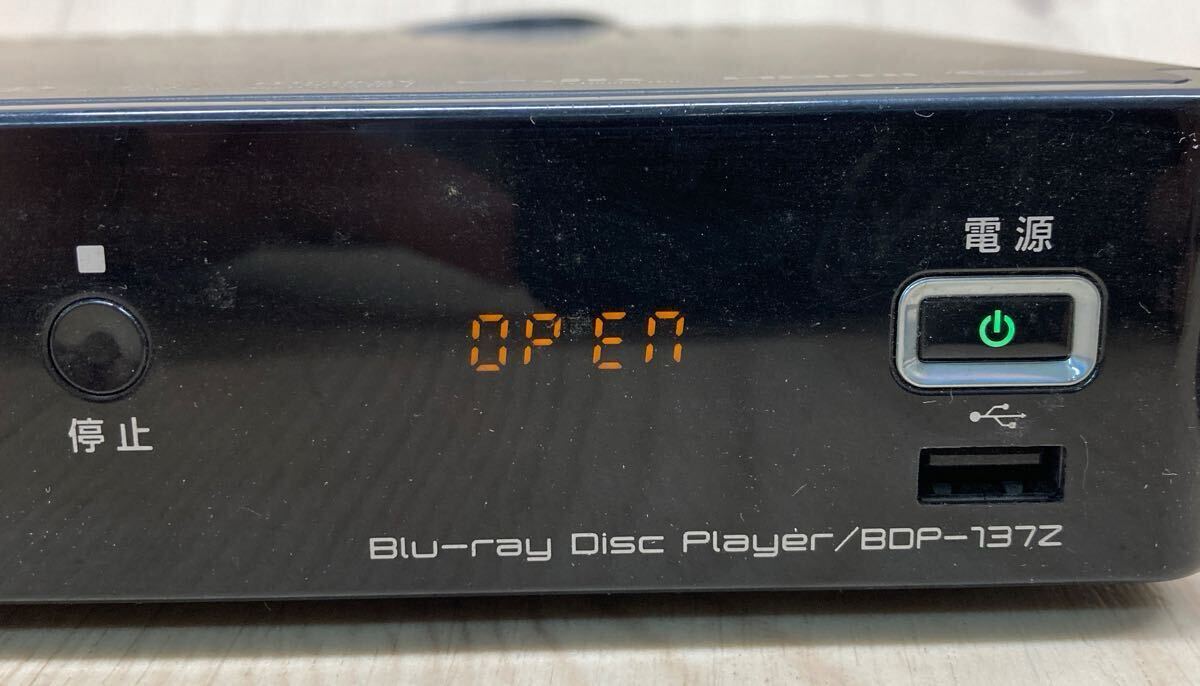 電源
OPEN
停止
Blu-ray Disc Player/BDP-137Z